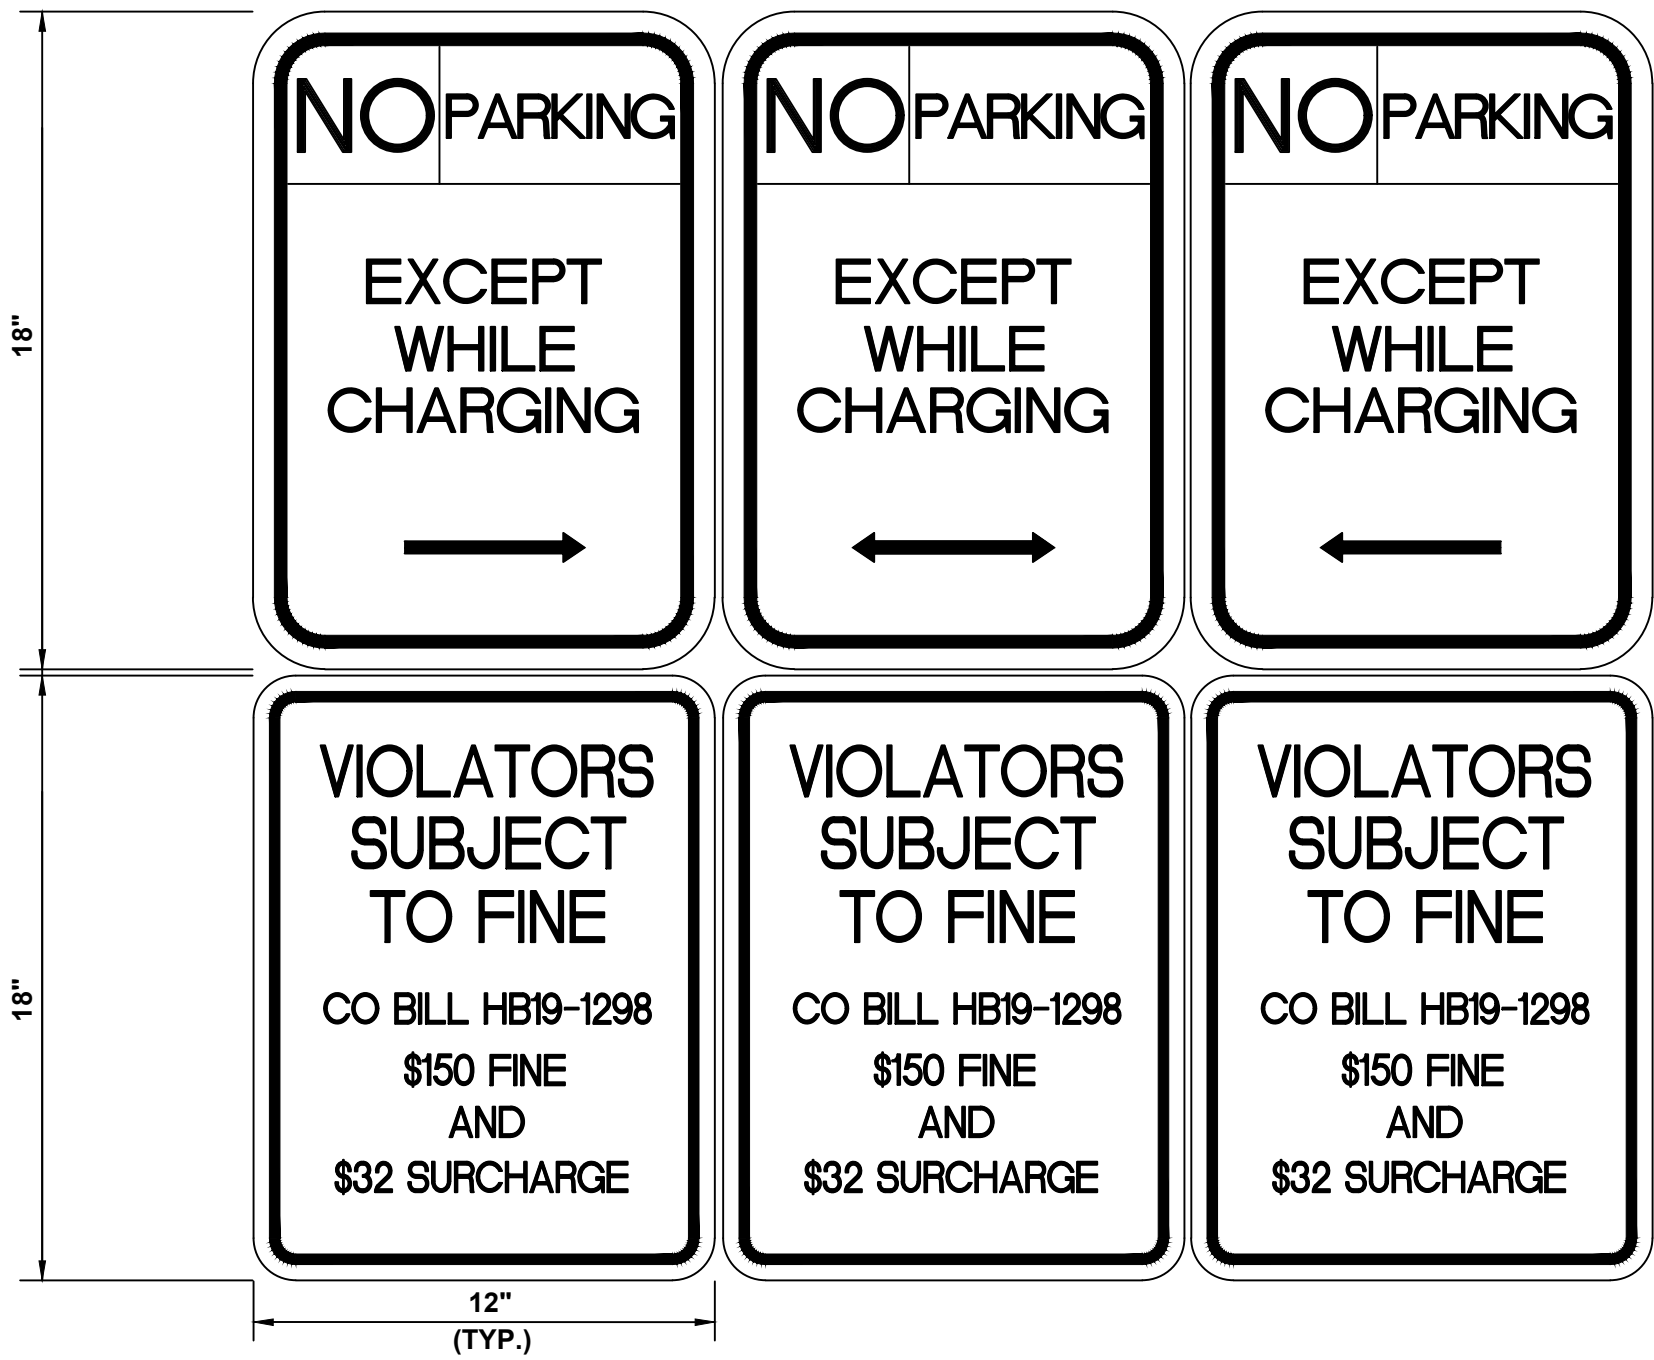 18"
NO PARKING
EXCEPT
WHILE
CHARGING
NO PARKING
EXCEPT
WHILE
CHARGING
NO PARKING
EXCEPT
WHILE
CHARGING
18"
VIOLATORS
SUBJECT
TO FINE
CO BILL HB19-1298
$150 FINE
AND
$32 SURCHARGE
VIOLATORS
SUBJECT
TO FINE
CO BILL HB19-1298
$150 FINE
AND
$32 SURCHARGE
VIOLATORS
SUBJECT
TO FINE
CO BILL HB19-1298
$150 FINE
AND
$32 SURCHARGE
12"
(TYP.)